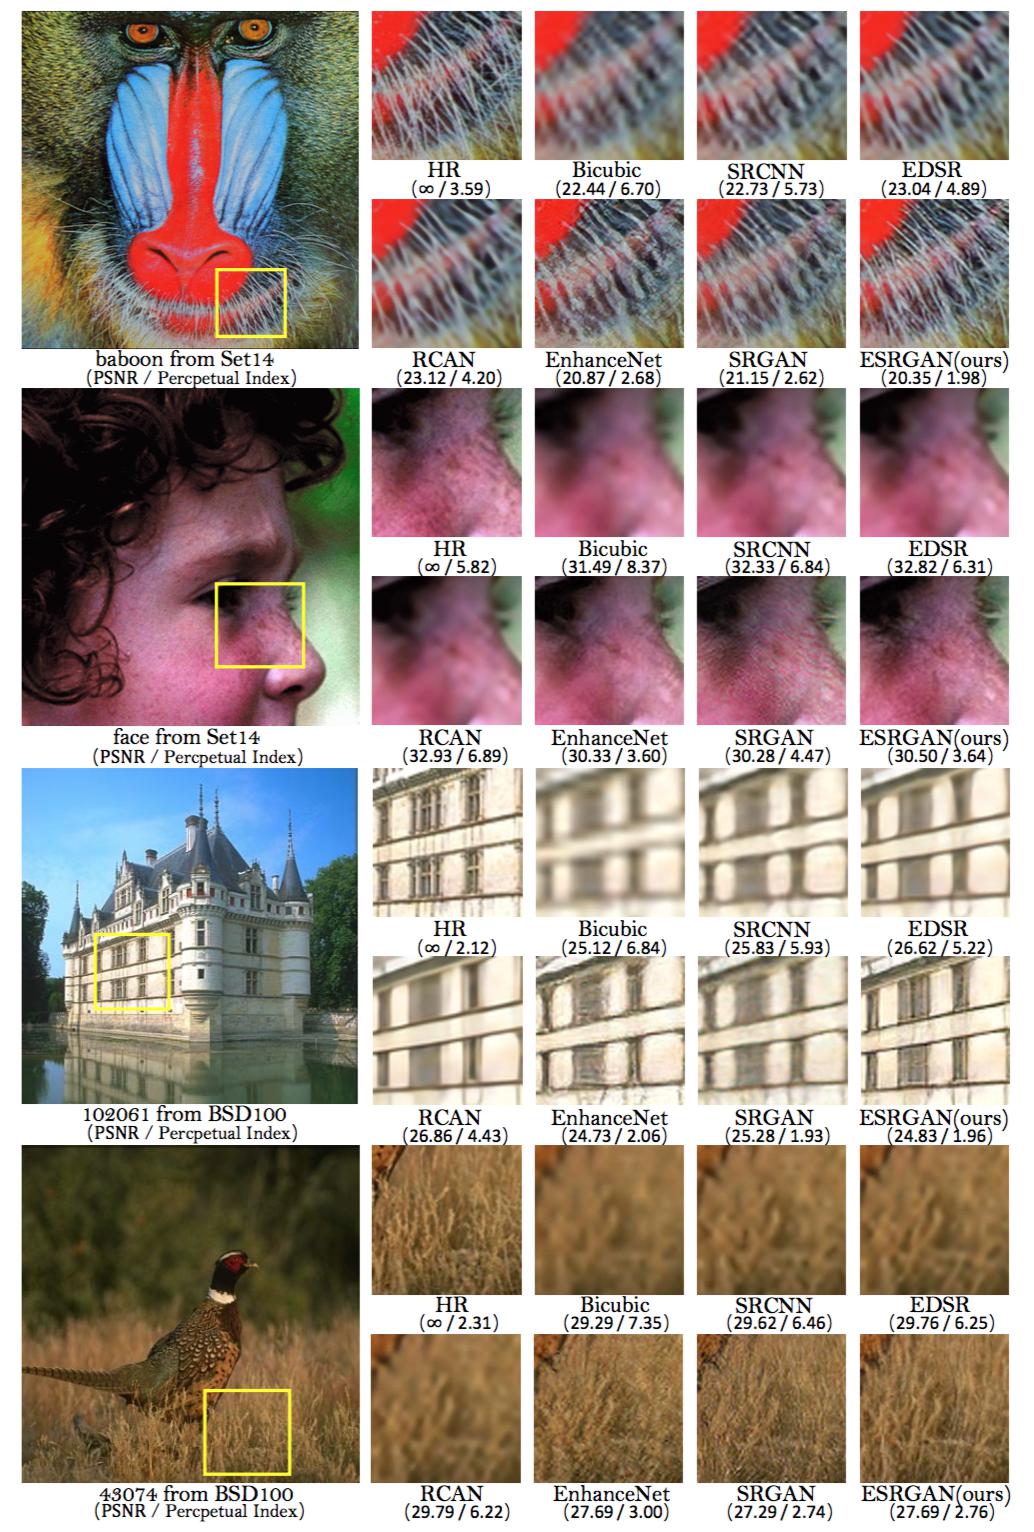 HR Bicubic SRCNN EDSR
(∞ / 3.59) (22.44 / 6.70) (22.73 / 5.73) (23.04 / 4.89)
baboon from Set14 RCAN EnhanceNet SRGAN ESRGAN(ours)
(PSNR / Percpetual Index) (23.12 / 4.20) (20.87 / 2.68) (21.15 / 2.62) (20.35 / 1.98)
HR Bicubic SRCNN EDSR
(∞ / 5.82) (31.49 / 8.37) (32.33 / 6.84) (32.82 / 6.31)
face from Set14 RCAN EnhanceNet SRGAN ESRGAN(ours)
(PSNR / Percpetual Index) (32.93 / 6.89) (30.33 / 3.60) (30.28 / 4.47) (30.50 / 3.64)
HR Bicubic SRCNN EDSR
(∞ / 2.12) (25.12 / 6.84) (25.83 / 5.93) (26.62 / 5.22)
102061 from BSD100 RCAN EnhanceNet SRGAN ESRGAN(ours)
(PSNR / Percpetual Index) (26.86 / 4.43) (24.73 / 2.06) (25.28 / 1.93) (24.83 / 1.96)
HR Bicubic SRCNN EDSR
(∞ / 2.31) (29.29 / 7.35) (29.62 / 6.46) (29.76 / 6.25)
43074 from BSD100 RCAN EnhanceNet SRGAN ESRGAN(ours)
(PSNR / Percpetual Index) (29.79 / 6.22) (27.69 / 3.00) (27.29 / 2.74) (27.69 / 2.76)